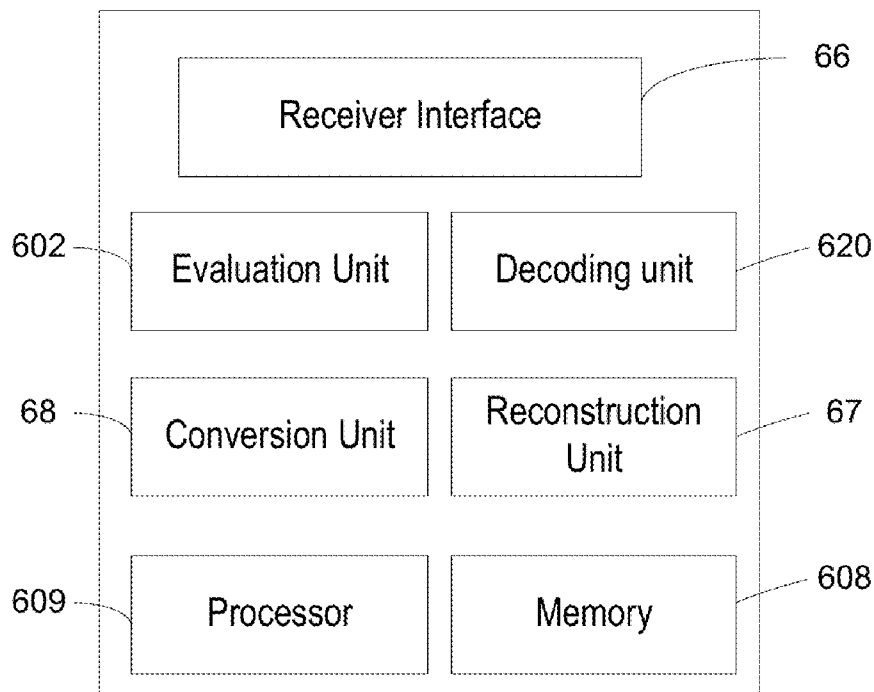 66
Receiver Interface
602
Evaluation Unit
Decoding unit
620
68
Conversion Unit
Reconstruction
Unit
67
609
Processor
Memory
608